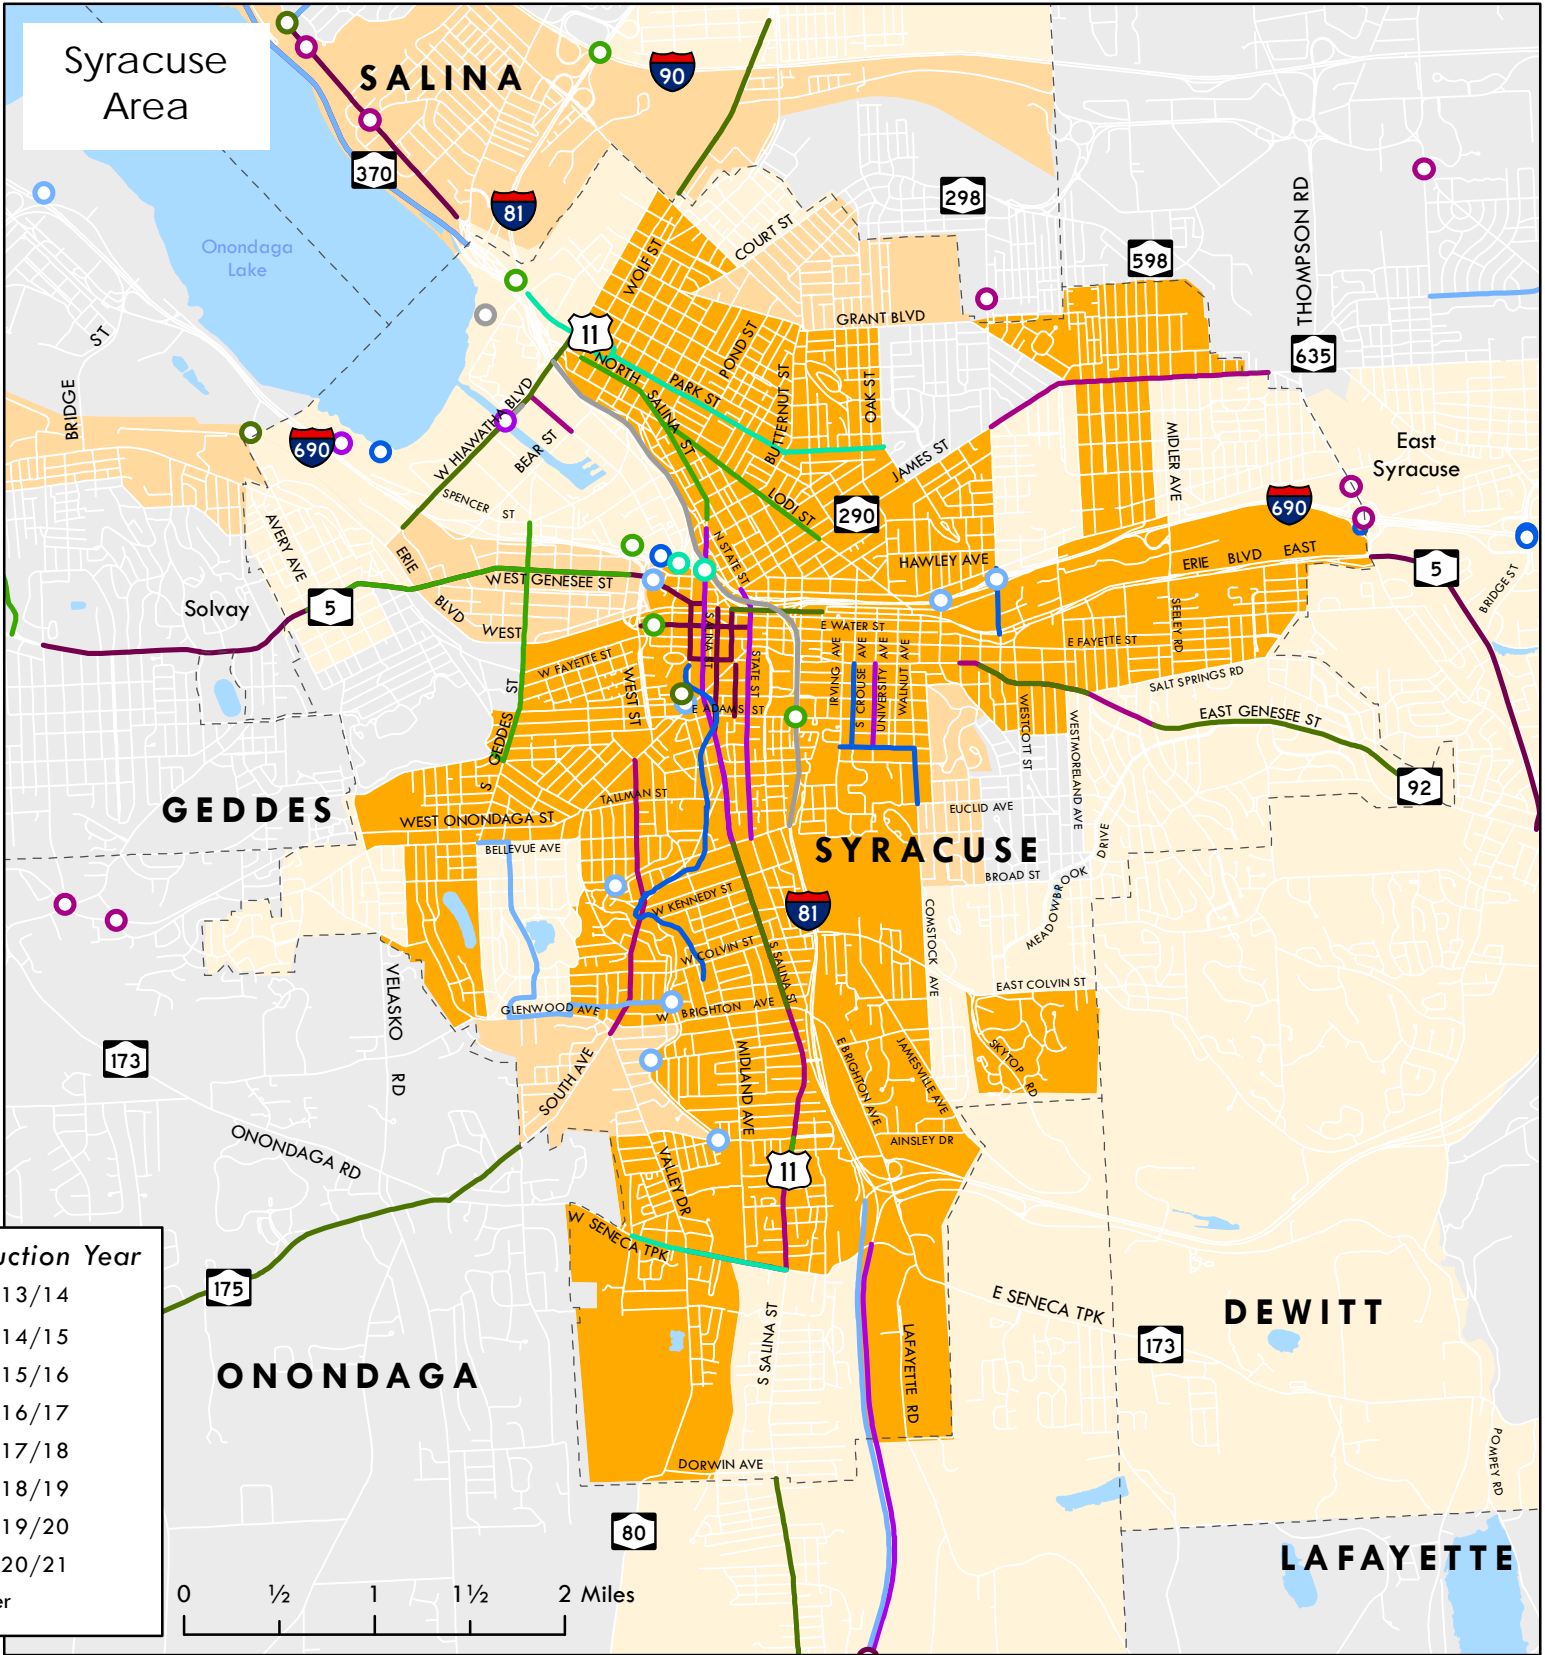 Syracuse
Area
SALINA
90
370
81
298
Onondaga
Lake
WOLF ST
COURT ST
598
THOMPSON RD
ST
11
GRANT BLVD
635
BRIDGE
NORTH SALINA ST
PARK ST
POND ST
BUTTERNUT ST
OAK ST
W HIAWATHA BLVD
BEAR ST
JAMES ST
MIDLER AVE
East
Syracuse
690
SPENCER ST
LODI ST
290
690
AVERY AVE
ERIE BLVD WEST
N STATE ST
HAWLEY AVE
ERIE BLVD EAST
WEST GENESEE ST
5
Solvay
5
BRIDGE ST
SALINA ST
E WATER ST
SEELEY RD
E FAYETTE ST
W FAYETTE ST
WEST ST
STATE ST
IRVING AVE
S CROUSE AVE
UNIVERSITY AVE
WALNUT AVE
SALT SPRINGS RD
E ADAMS ST
WESTCOTT ST
WESTMORELAND AVE
EAST GENESEE ST
S GEDDES ST
92
TALLMAN ST
GEDDES
WEST ONONDAGA ST
EUCLID AVE
BELLEVUE AVE
SYRACUSE
BROAD ST
MEADOWBROOK DRIVE
W KENNEDY ST
81
COMSTOCK AVE
W COLVIN ST
S SALINA ST
EAST COLVIN ST
VELASKO RD
GLENWOOD AVE
W BRIGHTON AVE
173
SOUTH AVE
MIDLAND AVE
E BRIGHTON AVE
JAMESVILLE AVE
SKYTOP RD
ONONDAGA RD
AINSLEY DR
VALLEY DR
11
W SENECA TPK
uction Year
13/14
14/15
15/16
16/17
17/18
18/19
19/20
20/21
er
175
E SENECA TPK
DEWITT
S SALINA ST
LAFAYETTE RD
173
ONONDAGA
DORWIN AVE
POMPEY RD
80
LAFAYETTE
0 ½ 1 1½ 2 Miles